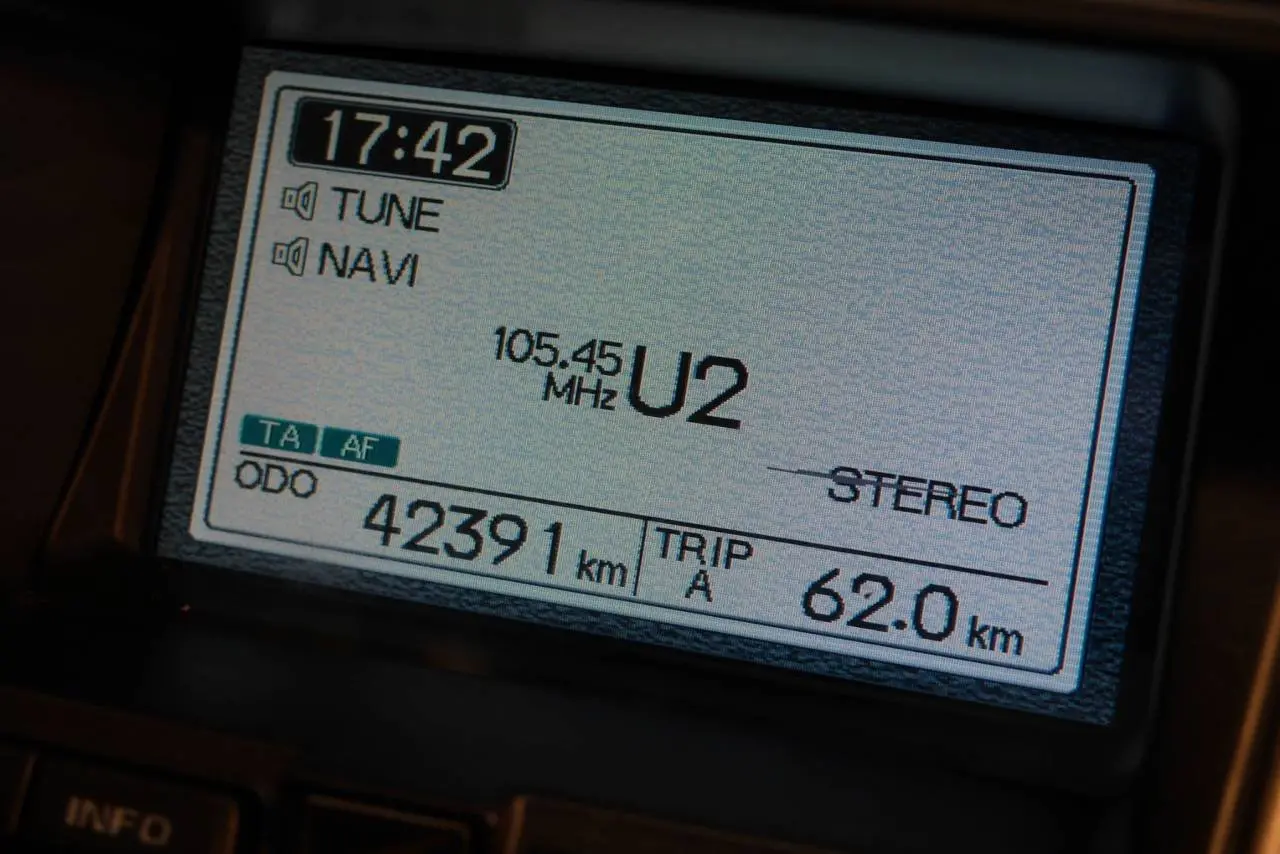 17:42
TUNE
NAVI
105.45
MHz U2
TA AF
STEREO
ODO 42391 km
TRIP A 62.0 km
INFO